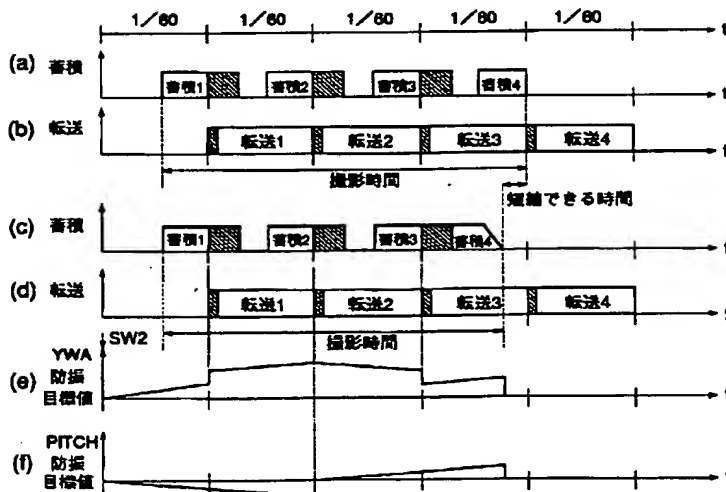 1/60 1/60 1/60 1/60 t
(a) 蓄積 蓄積1 蓄積2 蓄積3 蓄積4 t
(b) 転送 転送1 転送2 転送3 転送4 t
撮影時間
短縮できる時間
(c) 蓄積 蓄積1 蓄積2 蓄積3 蓄積4 t
(d) 転送 転送1 転送2 転送3 転送4
SW2
撮影時間
YWA
(e) 防振 t
目標値
PITCH
(f) 防振
目標値 t